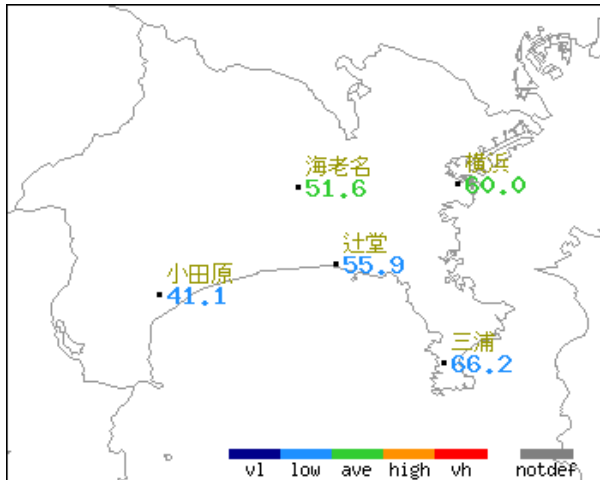 海老名
51.6
横浜
60.0
辻堂
55.9
小田原
41.1
三浦
66.2
vl low ave high vh notdef